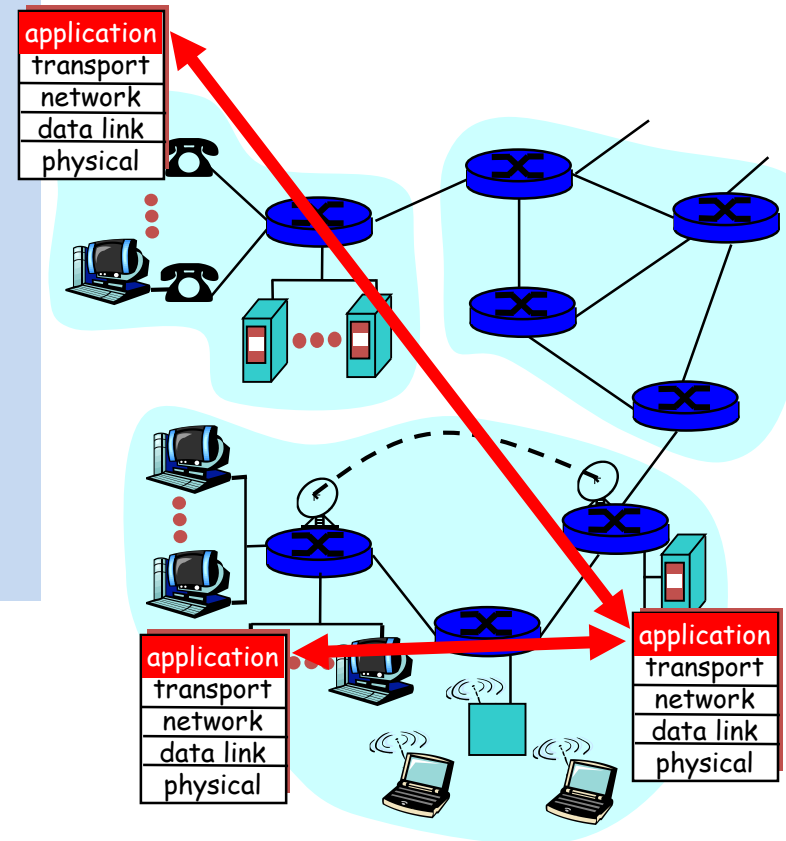 application
transport
network
data link
physical
application
transport
network
data link
physical
application
transport
network
data link
physical